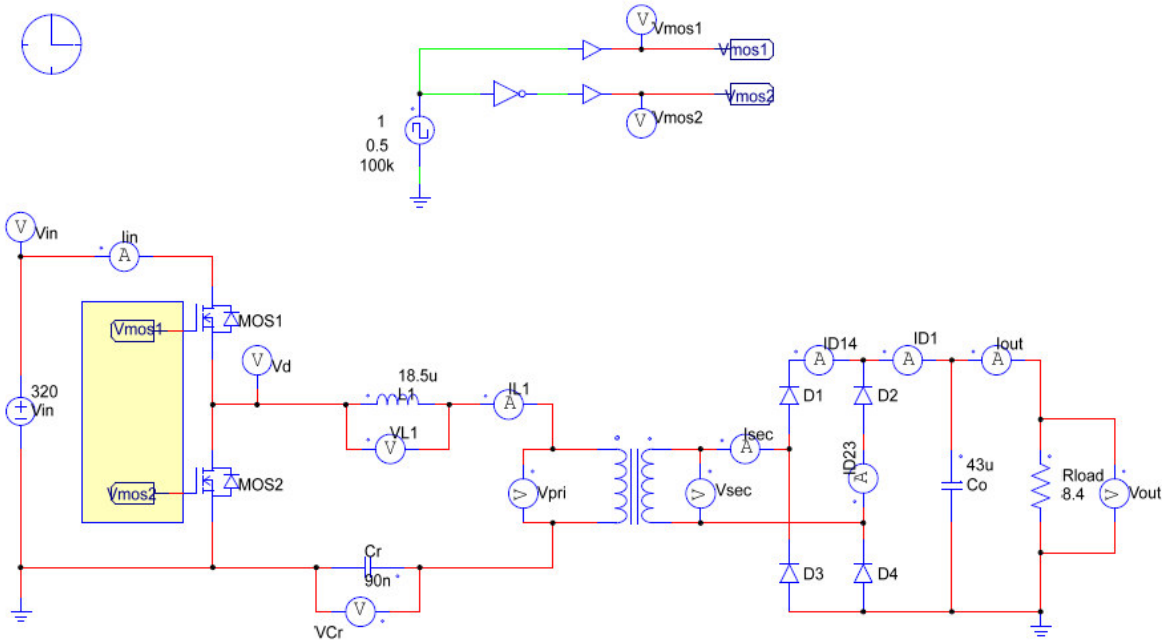 V
Vmos1
Vmos1
V
Vmos2
Vmos2
1
0.5
100k
V
Vin
Iin
A
Vmos1
MOS1
V
Vd
320
Vin
18.5u
L1
IL1
A
VL1
V
Vmos2
MOS2
V
Vpri
V
Vsec
Isec
A
D1
ID14
A
D2
ID1
A
Iout
A
ID23
A
43u
Co
Rload
8.4
V
Vout
Cr
90n
V
VCr
D3
D4